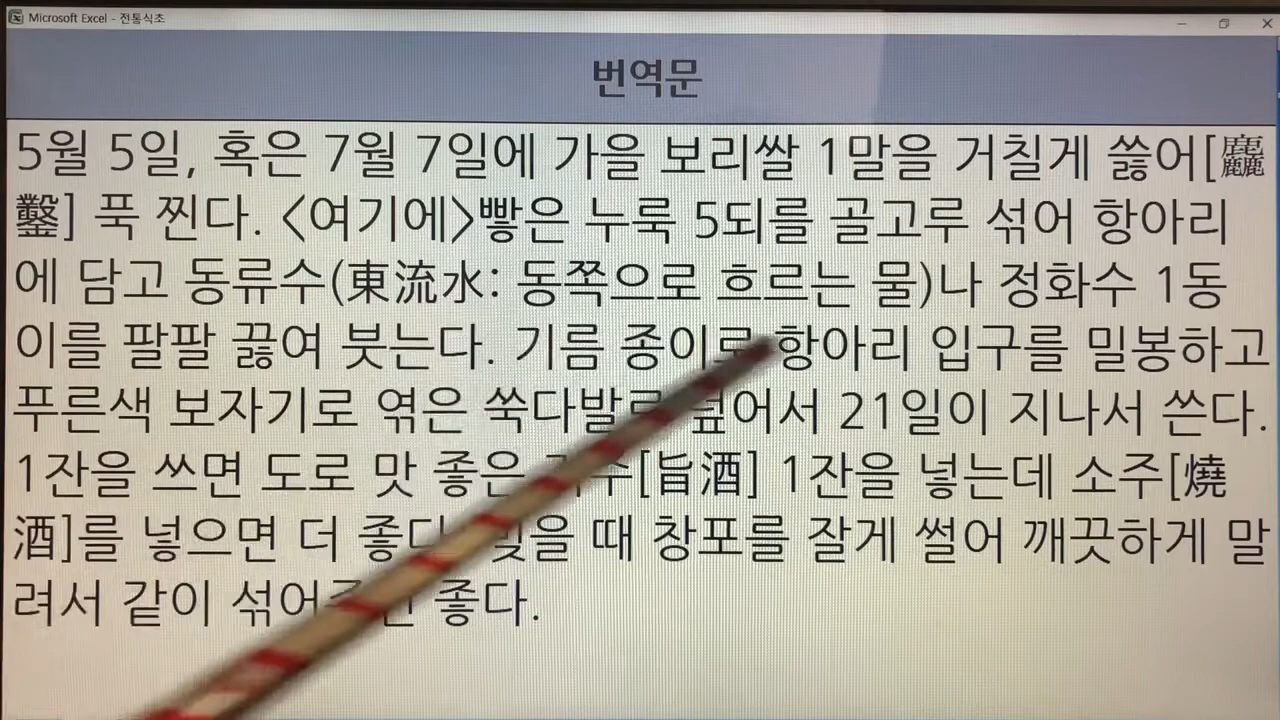 Microsoft Excel - 전통식초
번역문
5월 5일, 혹은 7월 7일에 가을 보리쌀 1말을 거칠게 쓿어[麤
鑿] 푹 찐다. <여기에>빻은 누룩 5되를 골고루 섞어 항아리
에 담고 동류수(東流水: 동쪽으로 흐르는 물)나 정화수 1동
이를 팔팔 끓여 붓는다. 기름 종이로 항아리 입구를 밀봉하고
푸른색 보자기로 엮은 쑥다발로 덮어서 21일이 지나서 쓴다.
1잔을 쓰면 도로 맛 좋은 [旨酒] 1잔을 넣는데 소주[燒
酒]를 넣으면 더 좋다. 빚을 때 창포를 잘게 썰어 깨끗하게 말
려서 같이 섞어 좋다.